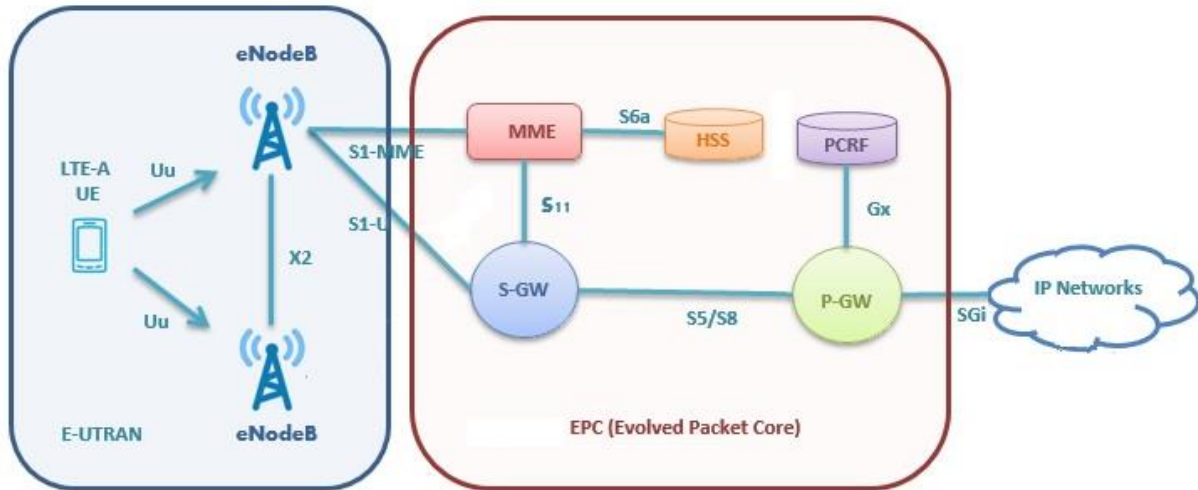 eNodeB
LTE-A
UE
Uu
Uu
X2
eNodeB
E-UTRAN
S1-MME
S1-U
MME
S6a
HSS
PCRF
S11
Gx
S-GW
S5/S8
P-GW
SGi
IP Networks
EPC (Evolved Packet Core)